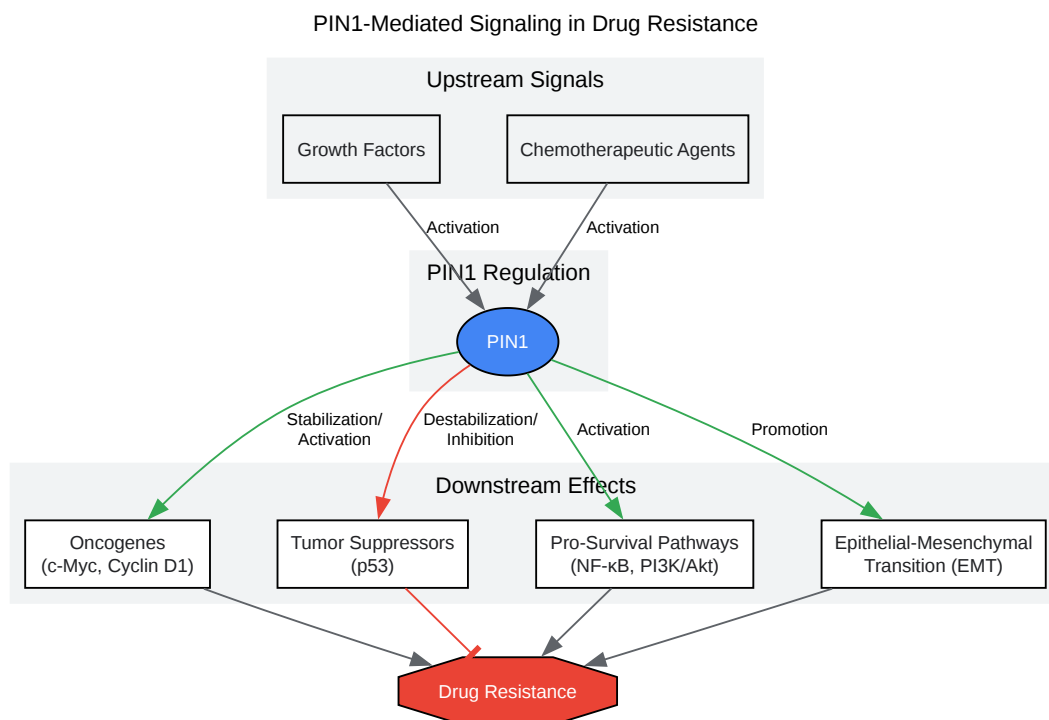 PIN1-Mediated Signaling in Drug Resistance
Upstream Signals
Growth Factors
Chemotherapeutic Agents
Activation
Activation
PIN1 Regulation
PIN1
Stabilization/
Activation
Destabilization/
Inhibition
Activation
Promotion
Downstream Effects
Oncogenes
(c-Myc, Cyclin D1)
Tumor Suppressors
(p53)
Pro-Survival Pathways
(NF-κB, PI3K/Akt)
Epithelial-Mesenchymal
Transition (EMT)
Drug Resistance